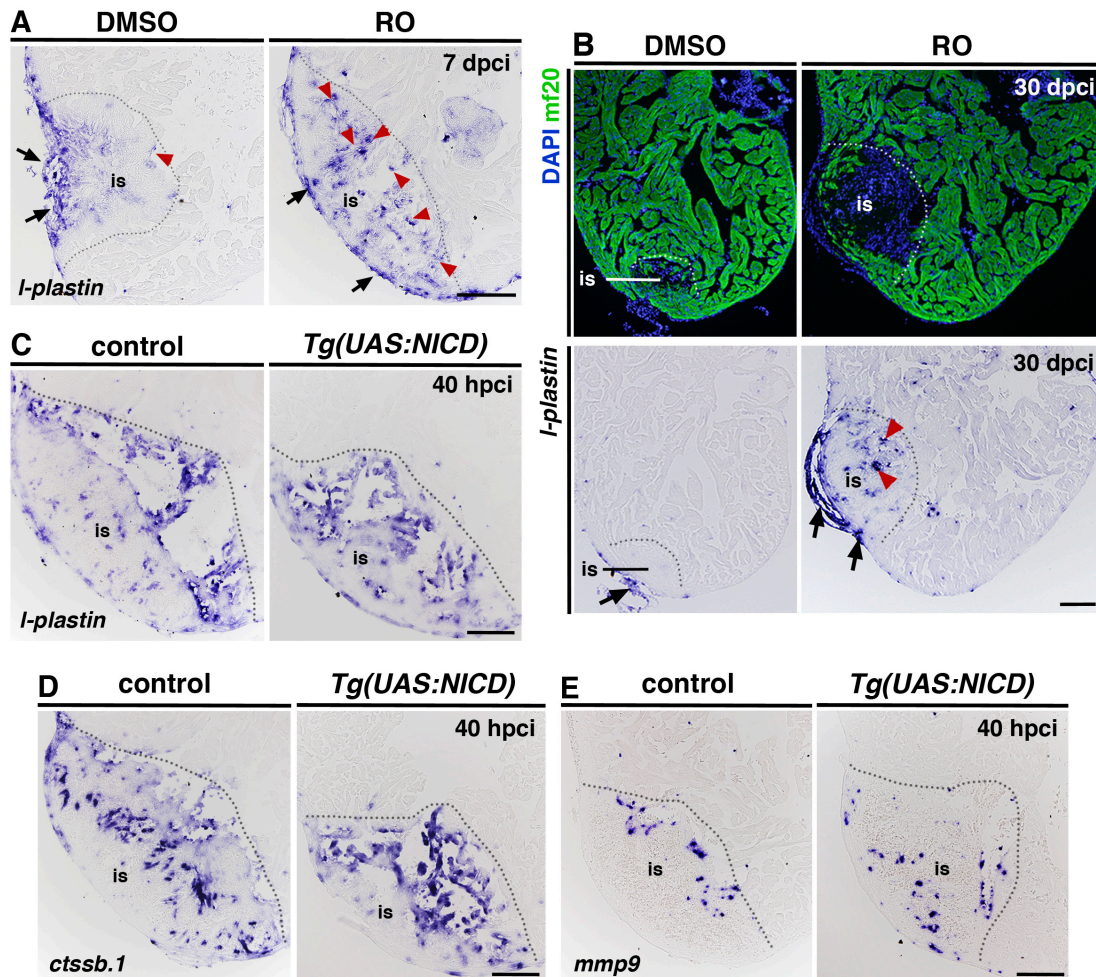 A
DMSO
RO
7 dpci
is
is
l-plastin
B
DMSO
RO
DAPI mf20
30 dpci
is
is
l-plastin
30 dpci
is
is
C
control
Tg(UAS:NICD)
40 hpci
is
is
l-plastin
D
control
Tg(UAS:NICD)
40 hpci
is
is
ctssb.1
E
control
Tg(UAS:NICD)
40 hpci
is
is
mmp9